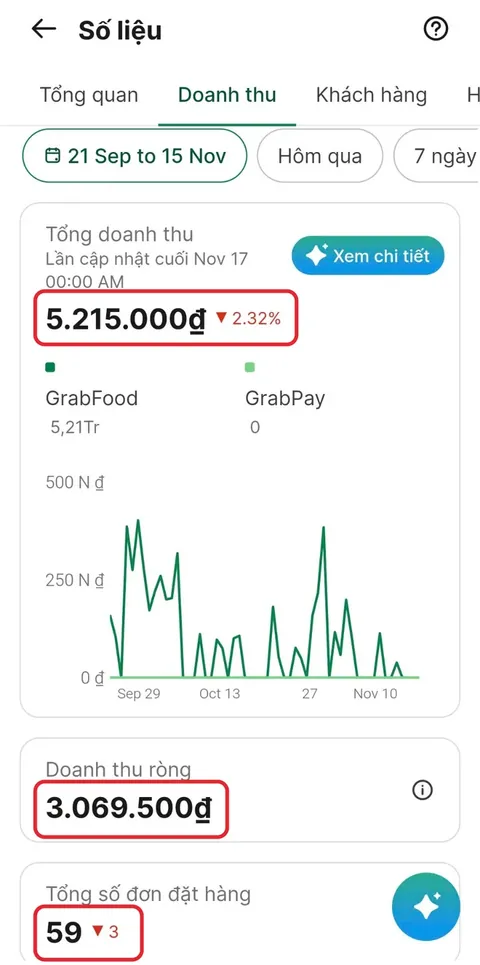 Số liệu
Tổng quan Doanh thu Khách hàng H
21 Sep to 15 Nov Hôm qua 7 ngày
Tổng doanh thu
Lần cập nhật cuối Nov 17
00:00 AM
Xem chi tiết
5.215.000₫ ▼ 2.32%
GrabFood GrabPay
5,21Tr 0
500 N ₫
250 N ₫
0 ₫
Sep 29 Oct 13 27 Nov 10
Doanh thu ròng
3.069.500₫
Tổng số đơn đặt hàng
59 ▼ 3